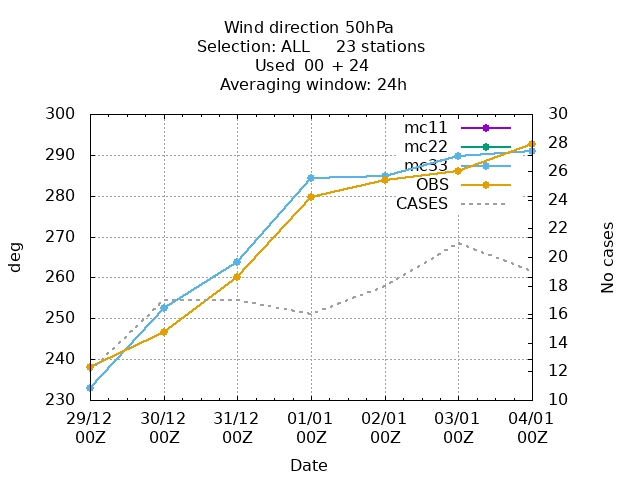 Wind direction 50hPa
Selection: ALL 23 stations
Used 00 + 24
Averaging window: 24h
300 30
290 28
280 26
270 24
260 22
250 20
240 18
230 16
14
12
10
mc11
mc22
mc33
OBS
CASES
deg
No cases
29/12 30/12 31/12 01/01 02/01 03/01 04/01
00Z 00Z 00Z 00Z 00Z 00Z 00Z
Date